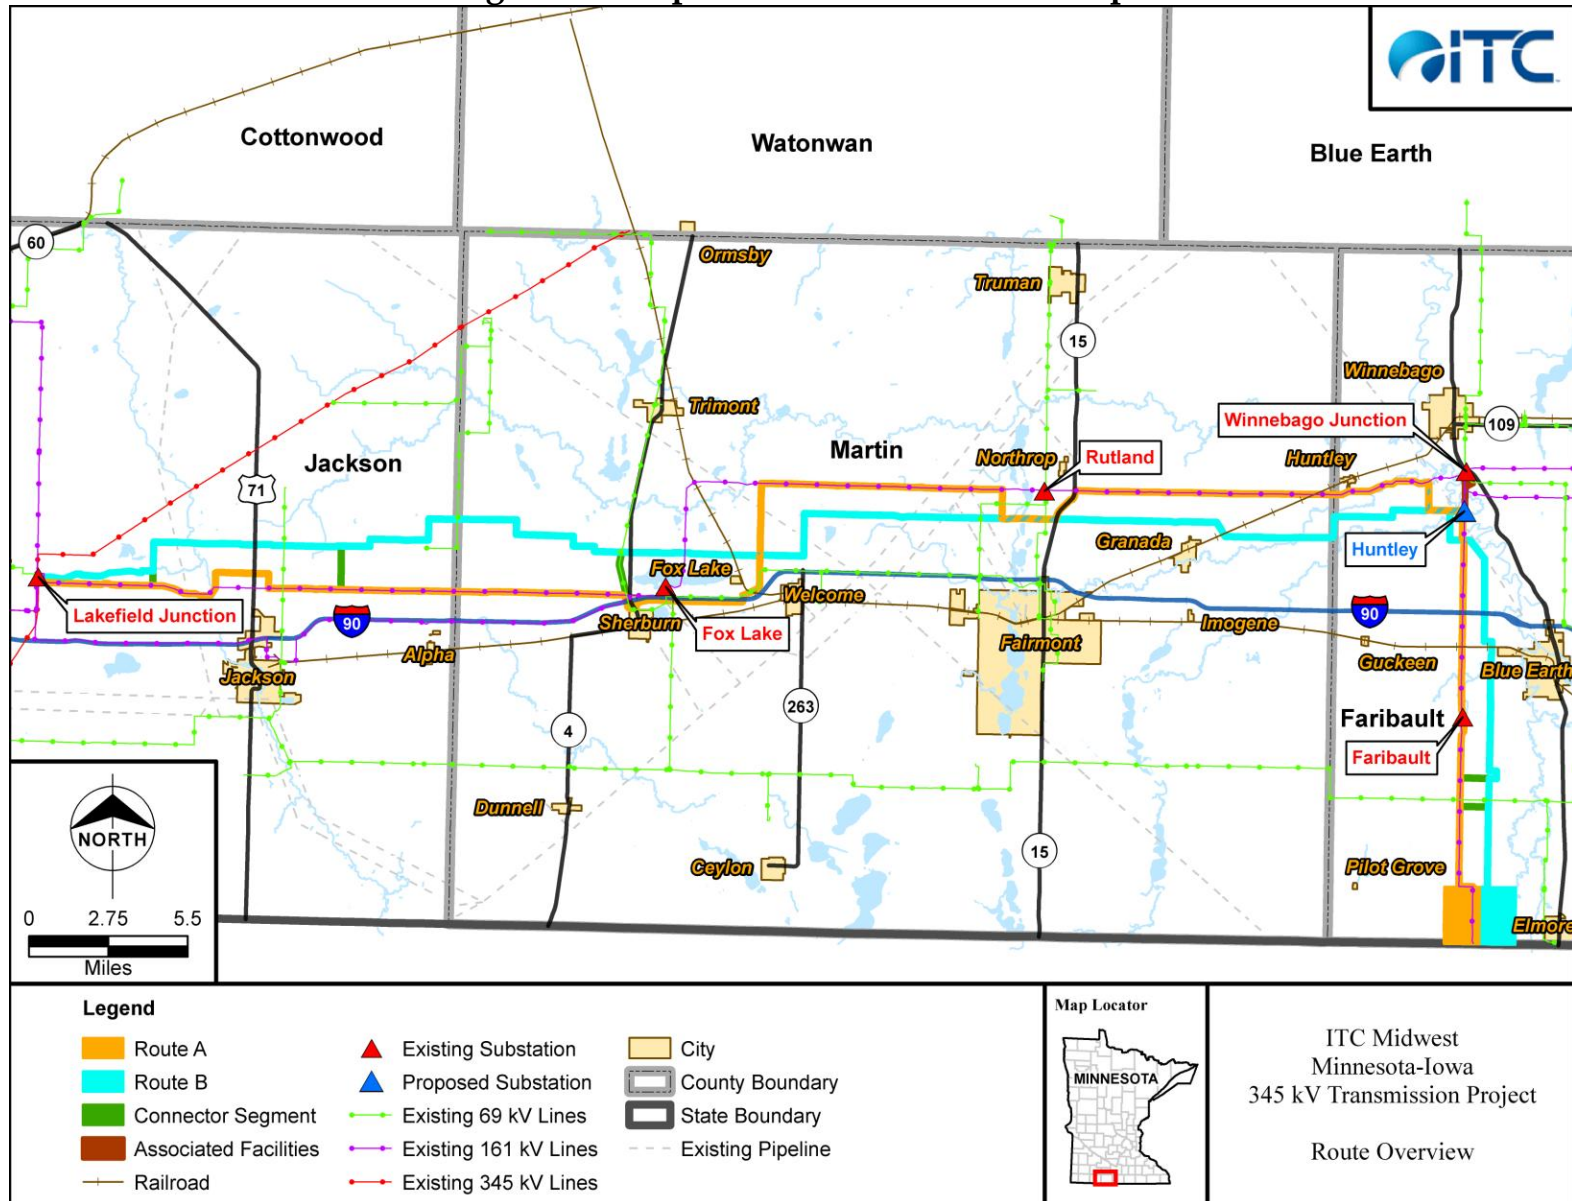 ITC
Cottonwood
Watonwan
Blue Earth
60
Ormsby
Truman
15
Winnebago
Trimont
Winnebago Junction
109
Jackson
Martin
Northrop
Rutland
Huntley
71
Huntley
Granada
Fox Lake
Lakefield Junction
90
Welcome
Sherburn
Fox Lake
90
Imogene
Alpha
Fairmont
Guckeen
Blue Earth
Jackson
263
4
Faribault
Faribault
Dunnell
NORTH
15
Ceylon
Pilot Grove
Elmore
0 2.75 5.5
Miles
Legend
Route A
Route B
Connector Segment
Associated Facilities
Railroad
Existing Substation
Proposed Substation
Existing 69 kV Lines
Existing 161 kV Lines
Existing 345 kV Lines
City
County Boundary
State Boundary
Existing Pipeline
Map Locator
MINNESOTA
ITC Midwest
Minnesota-Iowa
345 kV Transmission Project
Route Overview